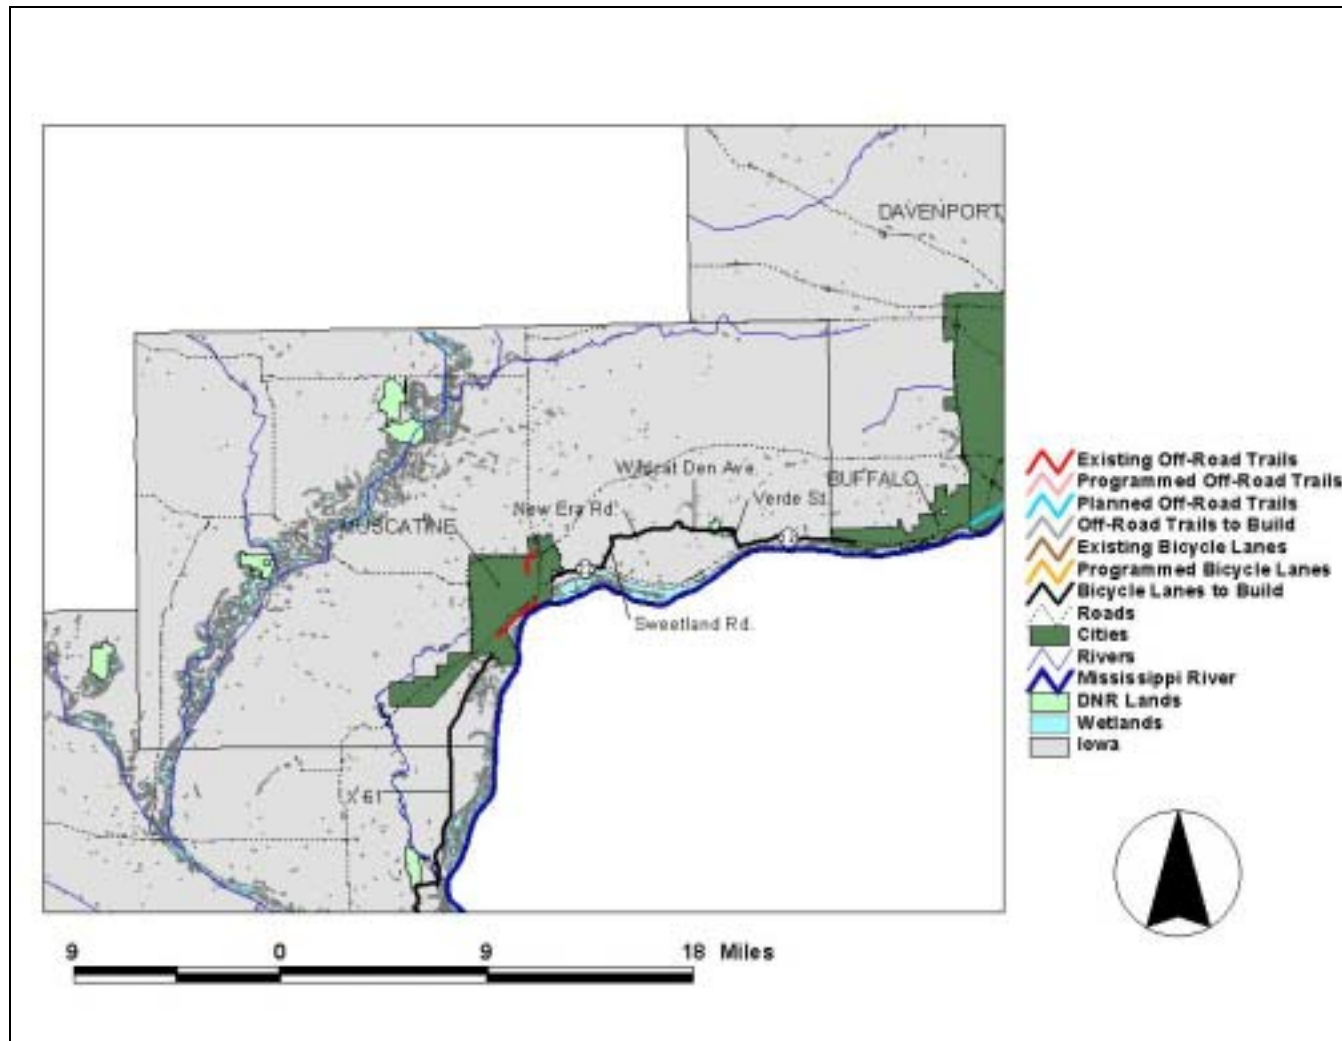 DAVENPORT
Wildcat Den Ave.
BUFFALO
Verde St.
New Era Rd.
MUSCATINE
Sweetland Rd.
X 61
Existing Off-Road Trails
Programmed Off-Road Trails
Planned Off-Road Trails
Off-Road Trails to Build
Existing Bicycle Lanes
Programmed Bicycle Lanes
Bicycle Lanes to Build
Roads
Cities
Rivers
Mississippi River
DNR Lands
Wetlands
Iowa
9 0 9 18 Miles